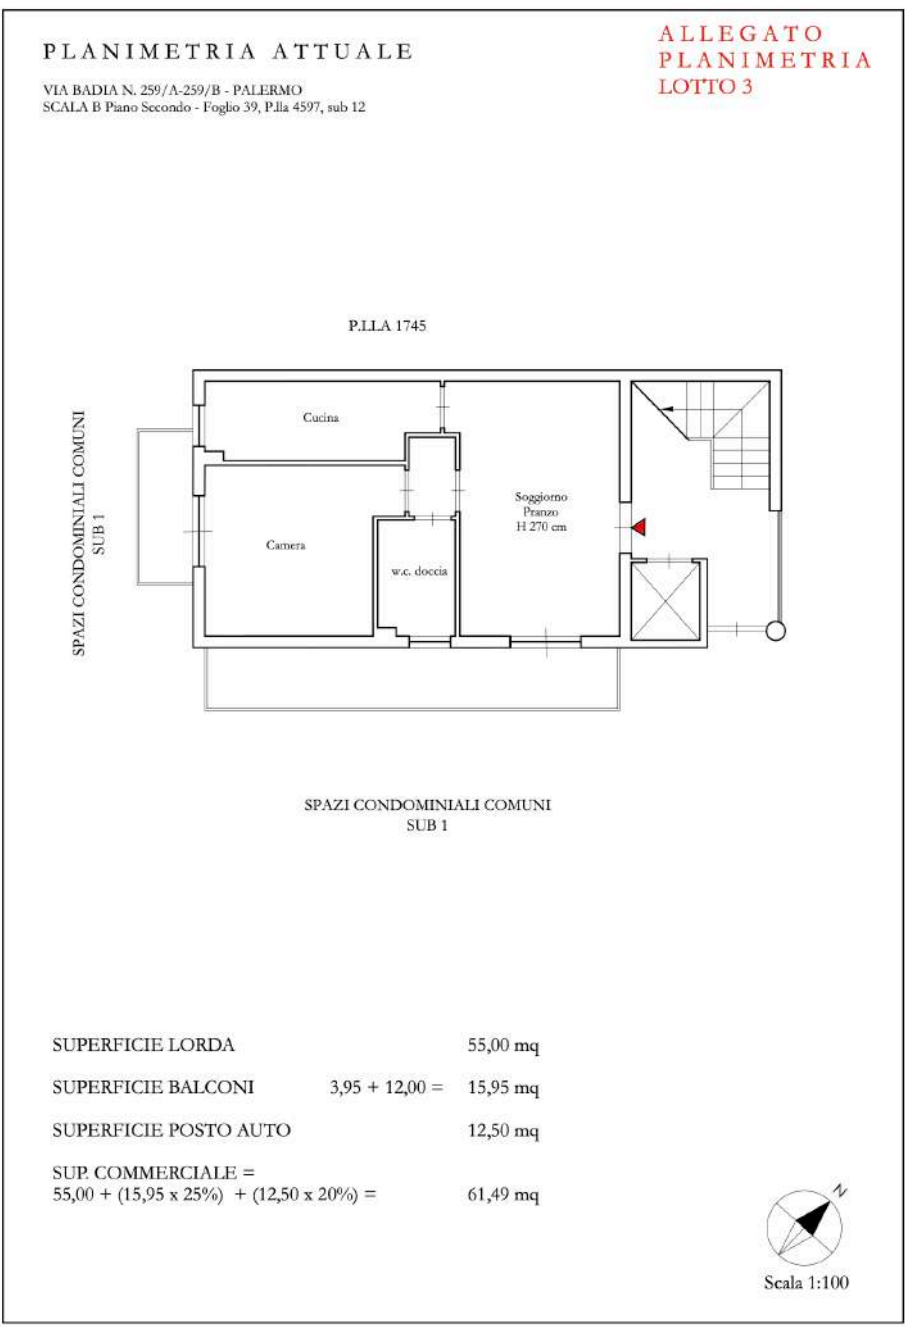 PLANIMETRIA ATTUALE
VIA BADIA N. 259/A-259/B - PALERMO
SCALA B Piano Secondo - Foglio 39, P.lla 4597, sub 12
ALLEGATO
PLANIMETRIA
LOTTO 3
P.LLA 1745
SPAZI CONDOMINIALI COMUNI
SUB 1
Cucina
Soggiorno
Pranzo
H 270 cm
Camera
w.c. doccia
SPAZI CONDOMINIALI COMUNI
SUB 1
SUPERFICIE LORDA 55,00 mq
SUPERFICIE BALCONI 3,95 + 12,00 = 15,95 mq
SUPERFICIE POSTO AUTO 12,50 mq
SUP. COMMERCIALE =
55,00 + (15,95 x 25%) + (12,50 x 20%) = 61,49 mq
N
Scala 1:100